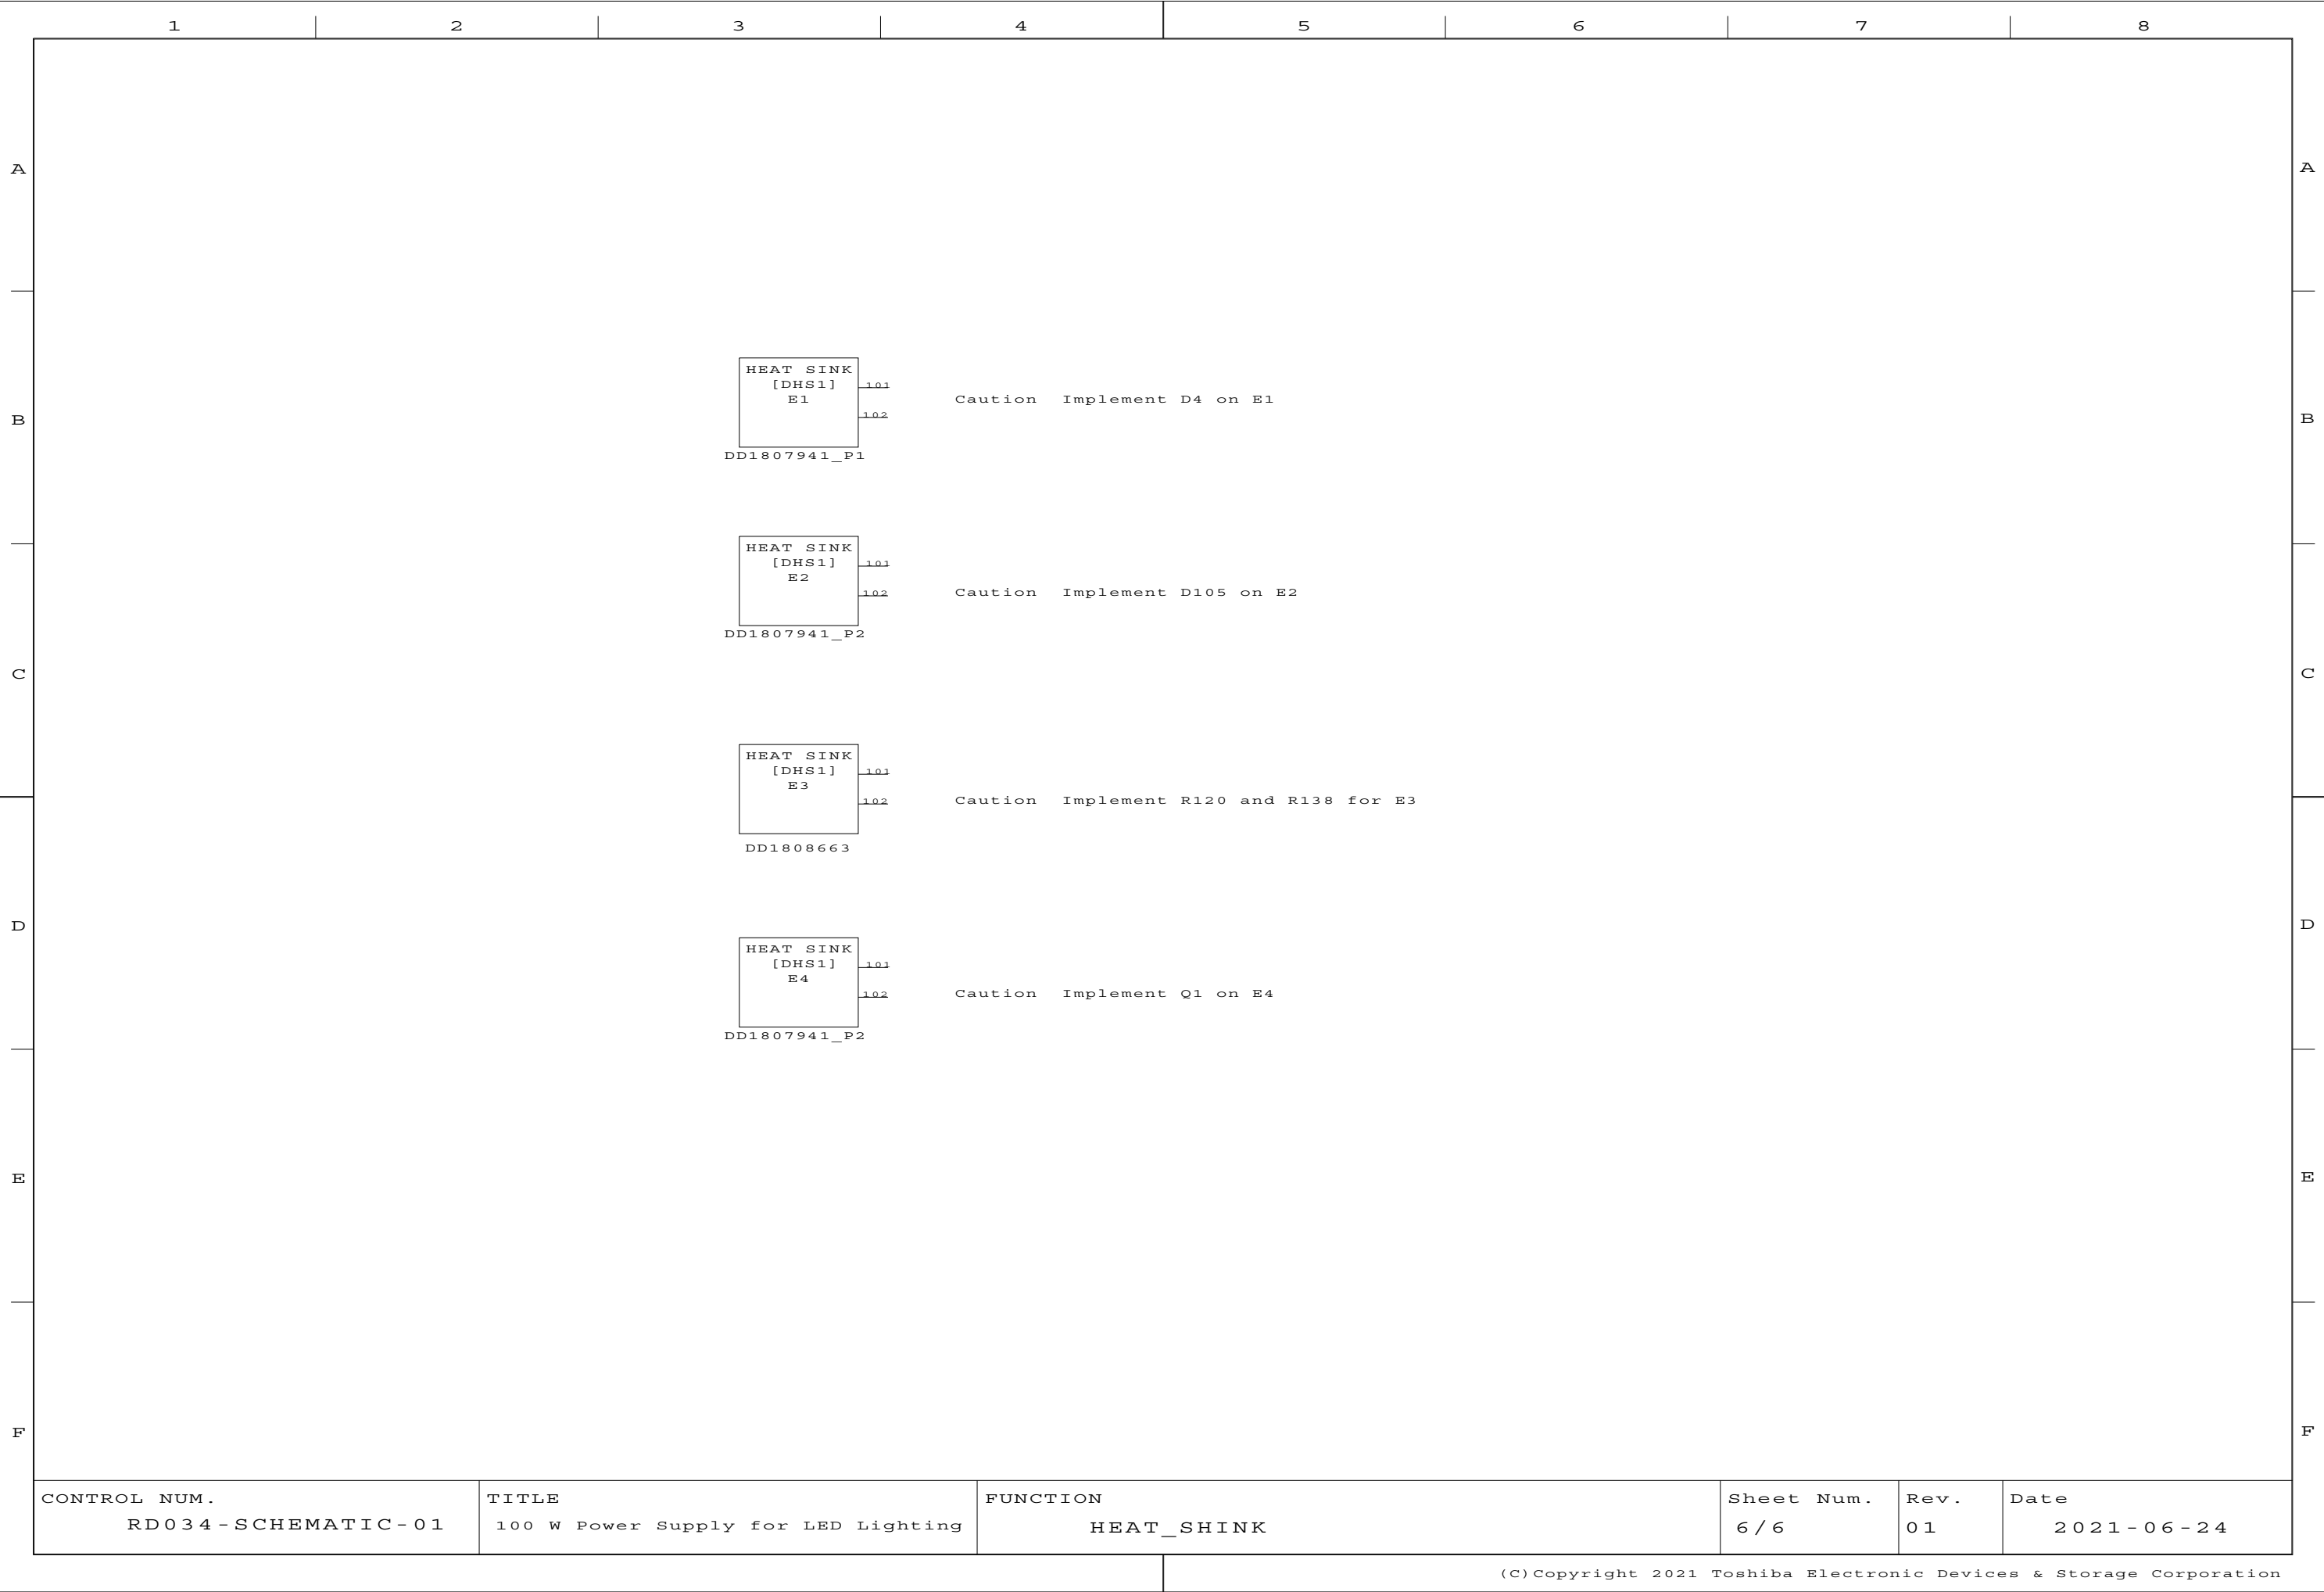 1 2 3 4 5 6 7 8
A A
HEAT SINK
[DHS1]
E1
101
102
Caution Implement D4 on E1
DD1807941_P1
B B
HEAT SINK
[DHS1]
E2
101
102
Caution Implement D105 on E2
DD1807941_P2
C C
HEAT SINK
[DHS1]
E3
101
102
Caution Implement R120 and R138 for E3
DD1808663
D D
HEAT SINK
[DHS1]
E4
101
102
Caution Implement Q1 on E4
DD1807941_P2
E E
F F
CONTROL NUM.
RD034-SCHEMATIC-01
TITLE
100 W Power Supply for LED Lighting
FUNCTION
HEAT_SHINK
Sheet Num.
6/6
Rev.
01
Date
2021-06-24
(C)Copyright 2021 Toshiba Electronic Devices & Storage Corporation